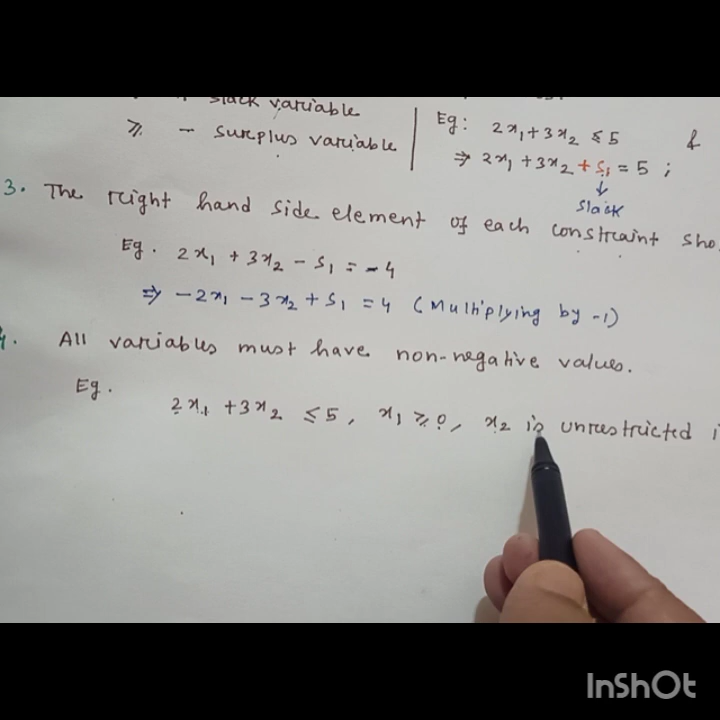 slack variable
≥ - surplus variable
Eg: 2x₁ + 3x₂ ≤ 5 &
⇒ 2x₁ + 3x₂ + S₁ = 5 ;
↓
slack
3. The right hand side element of each constraint sho
Eg. 2x₁ + 3x₂ - S₁ = -4
⇒ -2x₁ - 3x₂ + S₁ = 4 (Multiplying by -1)
4. All variables must have non-negative values.
Eg.
2x₁ + 3x₂ ≤ 5, x₁ ≥ 0, x₂ is unrestricted i
InShOt